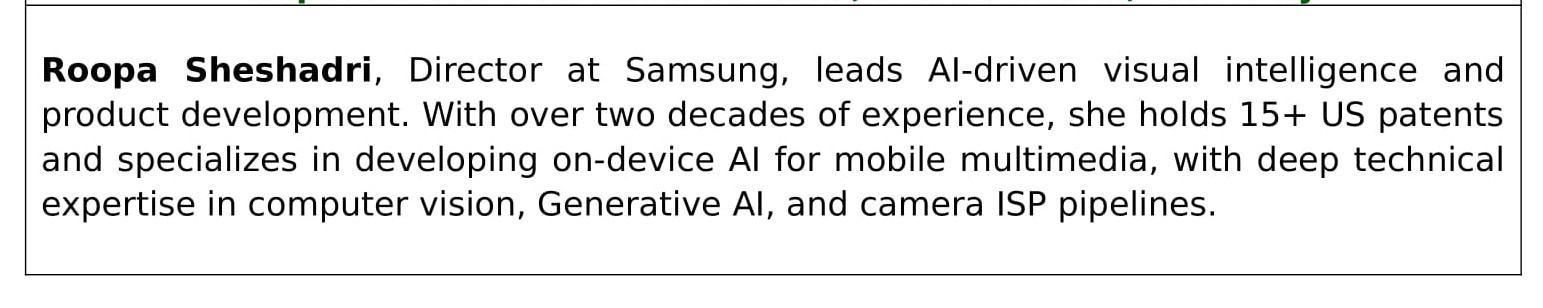 Roopa Sheshadri, Director at Samsung, leads AI-driven visual intelligence and
product development. With over two decades of experience, she holds 15+ US patents
and specializes in developing on-device AI for mobile multimedia, with deep technical
expertise in computer vision, Generative AI, and camera ISP pipelines.